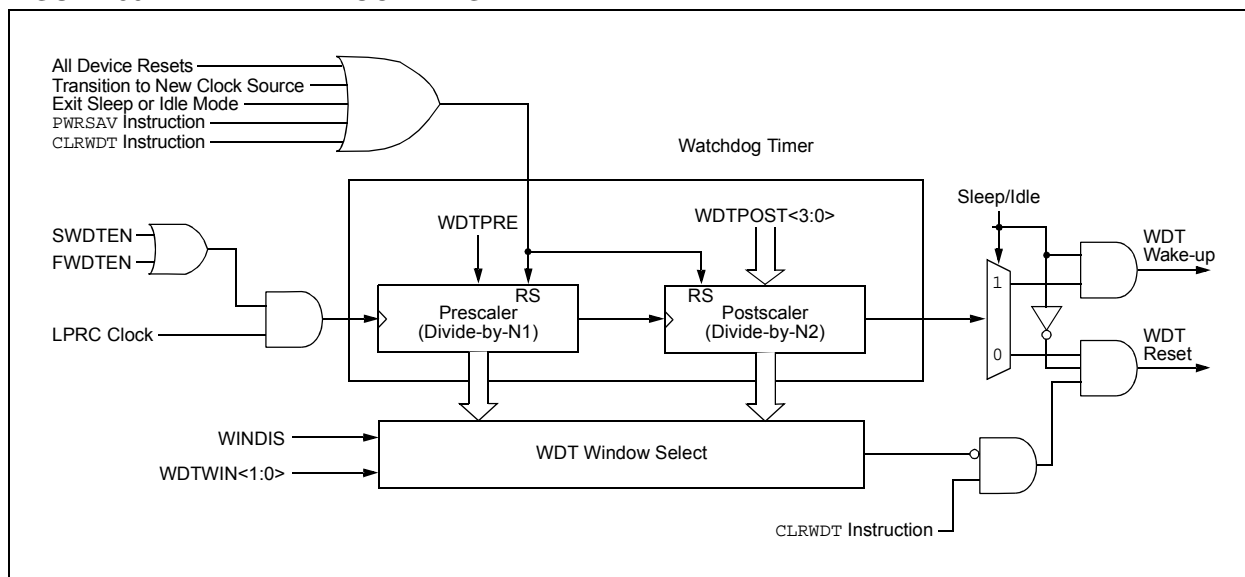 All Device Resets
Transition to New Clock Source
Exit Sleep or Idle Mode
PWRSAV Instruction
CLRWDT Instruction
Watchdog Timer
Sleep/Idle
WDTPRE
WDTPOST<3:0>
SWDTEN
FWDTEN
WDT
Wake-up
RS
RS
1
Prescaler
(Divide-by-N1)
Postscaler
(Divide-by-N2)
LPRC Clock
0
WDT
Reset
WINDIS
WDT Window Select
WDTWIN<1:0>
CLRWDT Instruction